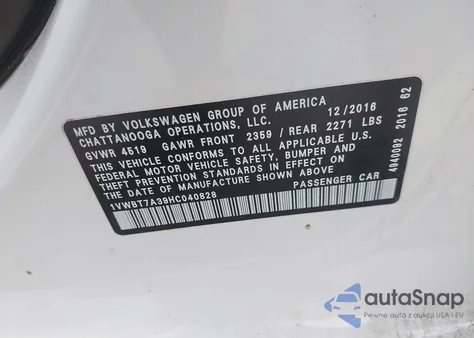 MFD BY VOLKSWAGEN GROUP OF AMERICA
CHATTANOOGA OPERATIONS, LLC. 12/2016
GVWR 4519 GAWR FRONT 2359 / REAR 2271 LBS
THIS VEHICLE CONFORMS TO ALL APPLICABLE U.S.
FEDERAL MOTOR VEHICLE SAFETY, BUMPER AND
THEFT PREVENTION STANDARDS IN EFFECT ON THE
DATE OF MANUFACTURE SHOWN ABOVE.
1VWBT7A39HC040828 PASSENGER CAR
4940092 2016 62
autoSnap
Pewne auta z aukcji USA i EU